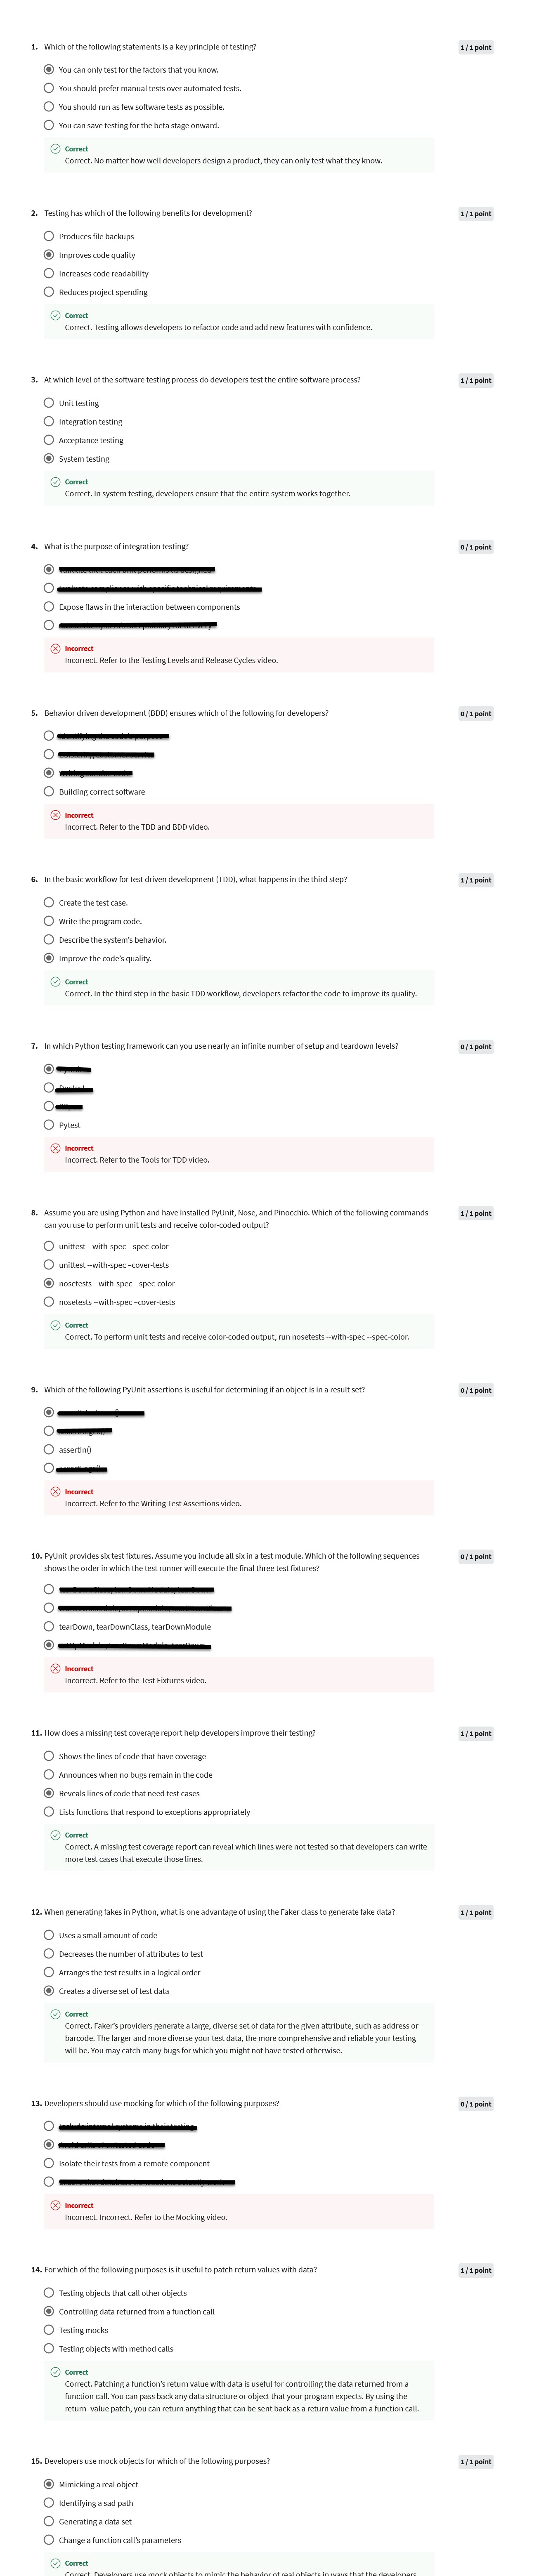 1. Which of the following statements is a key principle of testing?
1 / 1 point
You can only test for the factors that you know.
You should prefer manual tests over automated tests.
You should run as few software tests as possible.
You can save testing for the beta stage onward.
Correct
Correct. No matter how well developers design a product, they can only test what they know.
2. Testing has which of the following benefits for development?
1 / 1 point
Produces file backups
Improves code quality
Increases code readability
Reduces project spending
Correct
Correct. Testing allows developers to refactor code and add new features with confidence.
3. At which level of the software testing process do developers test the entire software process?
1 / 1 point
Unit testing
Integration testing
Acceptance testing
System testing
Correct
Correct. In system testing, developers ensure that the entire system works together.
4. What is the purpose of integration testing?
0 / 1 point
Expose flaws in the interaction between components
Incorrect
Incorrect. Refer to the Testing Levels and Release Cycles video.
5. Behavior driven development (BDD) ensures which of the following for developers?
0 / 1 point
Building correct software
Incorrect
Incorrect. Refer to the TDD and BDD video.
6. In the basic workflow for test driven development (TDD), what happens in the third step?
1 / 1 point
Create the test case.
Write the program code.
Describe the system's behavior.
Improve the code's quality.
Correct
Correct. In the third step in the basic TDD workflow, developers refactor the code to improve its quality.
7. In which Python testing framework can you use nearly an infinite number of setup and teardown levels?
0 / 1 point
Pytest
Incorrect
Incorrect. Refer to the Tools for TDD video.
8. Assume you are using Python and have installed PyUnit, Nose, and Pinocchio. Which of the following commands
can you use to perform unit tests and receive color-coded output?
1 / 1 point
unittest --with-spec --spec-color
unittest --with-spec –cover-tests
nosetests --with-spec --spec-color
nosetests --with-spec –cover-tests
Correct
Correct. To perform unit tests and receive color-coded output, run nosetests --with-spec --spec-color.
9. Which of the following PyUnit assertions is useful for determining if an object is in a result set?
0 / 1 point
assertIn()
Incorrect
Incorrect. Refer to the Writing Test Assertions video.
10. PyUnit provides six test fixtures. Assume you include all six in a test module. Which of the following sequences
shows the order in which the test runner will execute the final three test fixtures?
0 / 1 point
tearDown, tearDownClass, tearDownModule
Incorrect
Incorrect. Refer to the Test Fixtures video.
11. How does a missing test coverage report help developers improve their testing?
1 / 1 point
Shows the lines of code that have coverage
Announces when no bugs remain in the code
Reveals lines of code that need test cases
Lists functions that respond to exceptions appropriately
Correct
Correct. A missing test coverage report can reveal which lines were not tested so that developers can write
more test cases that execute those lines.
12. When generating fakes in Python, what is one advantage of using the Faker class to generate fake data?
1 / 1 point
Uses a small amount of code
Decreases the number of attributes to test
Arranges the test results in a logical order
Creates a diverse set of test data
Correct
Correct. Faker's providers generate a large, diverse set of data for the given attribute, such as address or
barcode. The larger and more diverse your test data, the more comprehensive and reliable your testing
will be. You may catch many bugs for which you might not have tested otherwise.
13. Developers should use mocking for which of the following purposes?
0 / 1 point
Isolate their tests from a remote component
Incorrect
Incorrect. Incorrect. Refer to the Mocking video.
14. For which of the following purposes is it useful to patch return values with data?
1 / 1 point
Testing objects that call other objects
Controlling data returned from a function call
Testing mocks
Testing objects with method calls
Correct
Correct. Patching a function's return value with data is useful for controlling the data returned from a
function call. You can pass back any data structure or object that your program expects. By using the
return_value patch, you can return anything that can be sent back as a return value from a function call.
15. Developers use mock objects for which of the following purposes?
1 / 1 point
Mimicking a real object
Identifying a sad path
Generating a data set
Change a function call's parameters
Correct
Correct. Developers use mock objects to mimic the behavior of real objects in ways that the developers